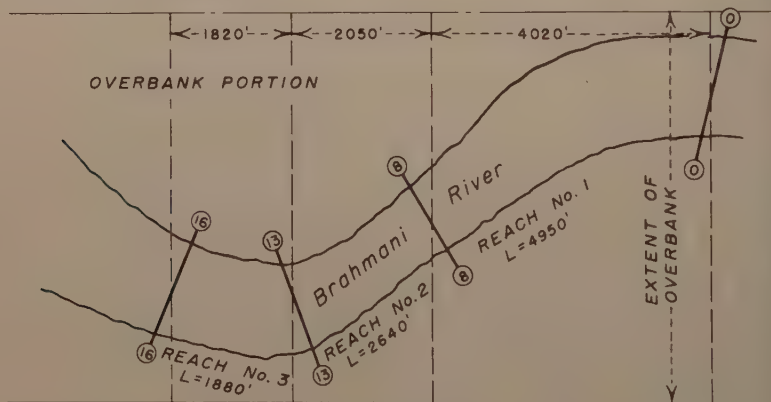 1820'
2050'
4020'
0
OVERBANK PORTION
8
0
Brahmani River
REACH No. 1
L=4950'
EXTENT OF
OVERBANK
16
13
8
REACH No. 2
L=2640'
16
REACH No. 3
L=1880'
13